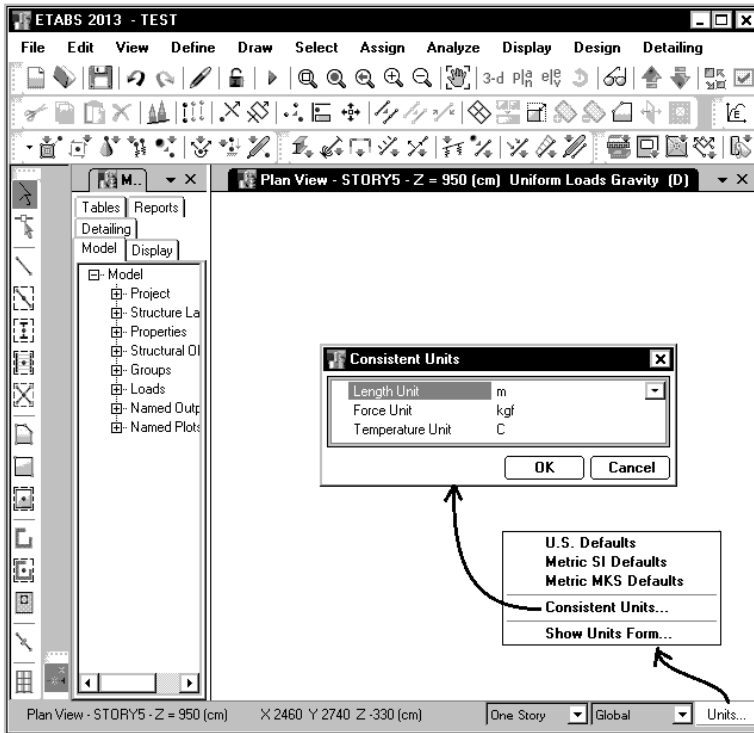 ETABS 2013 - TEST
File Edit View Define Draw Select Assign Analyze Display Design Detailing
3-d
M.. Plan View - STORY5 - Z = 950 (cm) Uniform Loads Gravity (D)
Tables Reports
Detailing
Model Display
Model
Project
Structure La
Properties
Structural Ol
Groups
Loads
Named Outp
Named Plots
Consistent Units
Length Unit m
Force Unit kgf
Temperature Unit C
OK Cancel
U.S. Defaults
Metric SI Defaults
Metric MKS Defaults
Consistent Units...
Show Units Form...
Plan View - STORY5 - Z = 950 (cm) X 2460 Y 2740 Z -330 (cm) One Story Global Units...